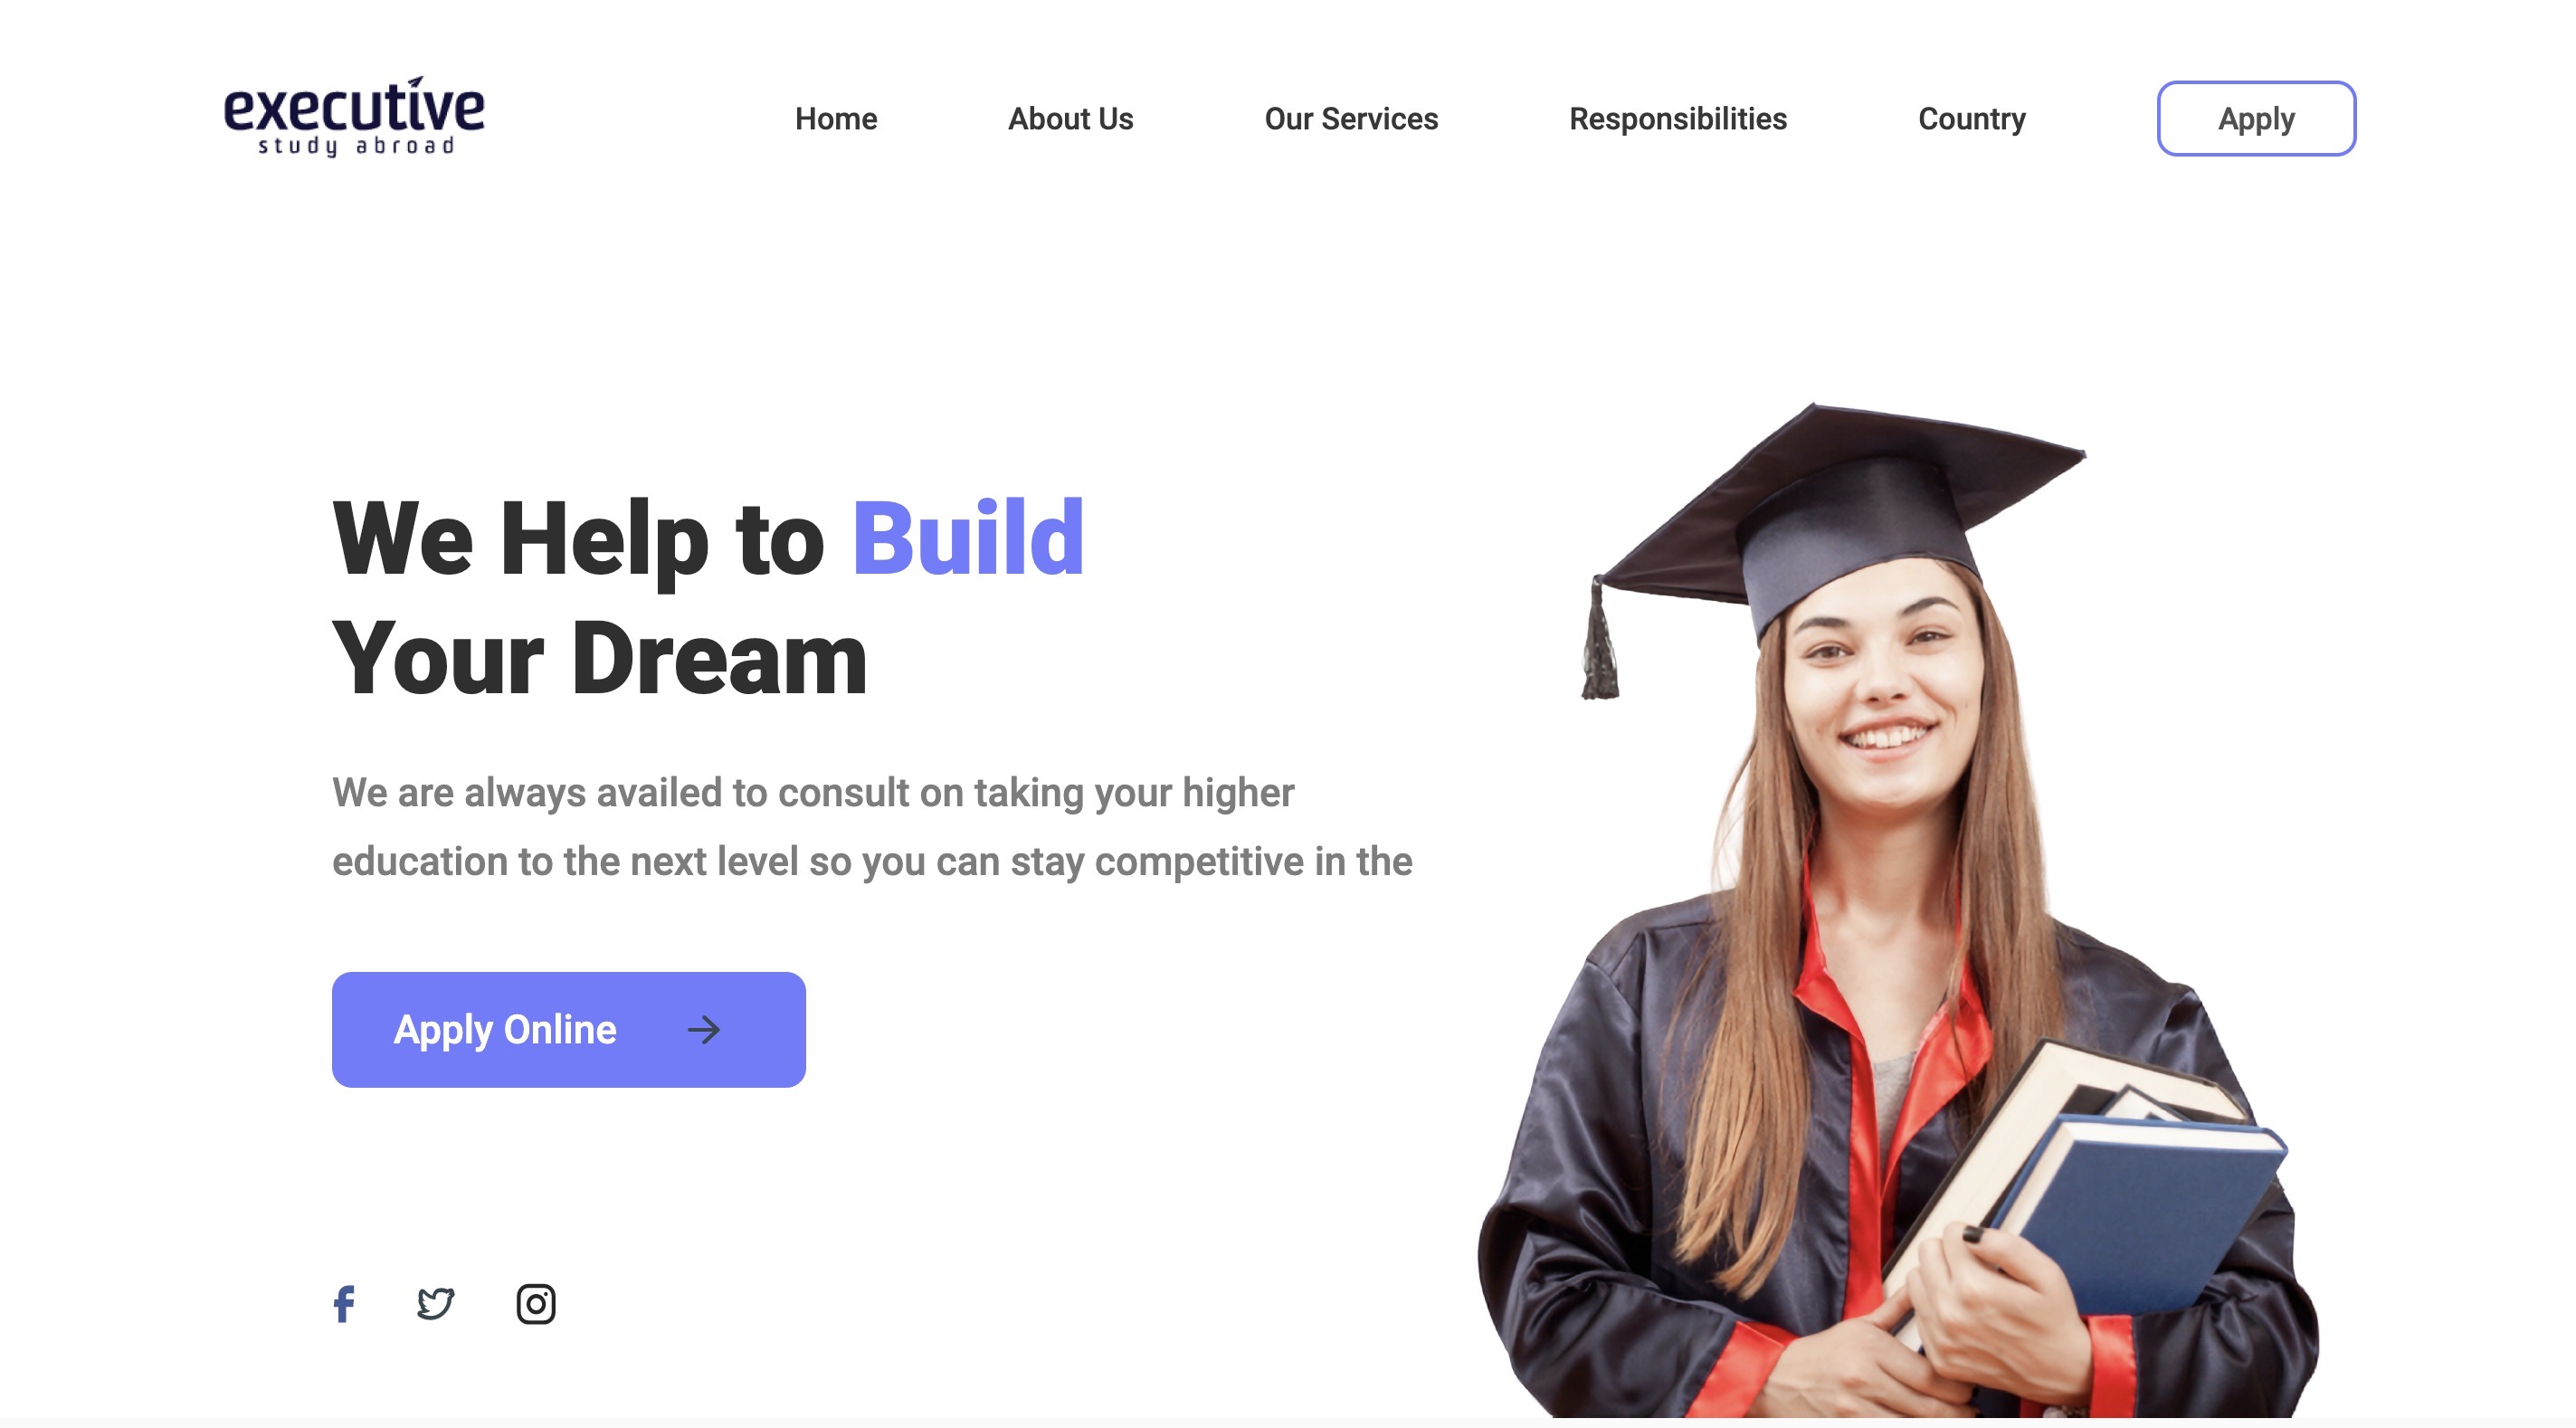 executive
study abroad
Home
About Us
Our Services
Responsibilities
Country
Apply
We Help to Build
Your Dream
We are always availed to consult on taking your higher
education to the next level so you can stay competitive in the
Apply Online